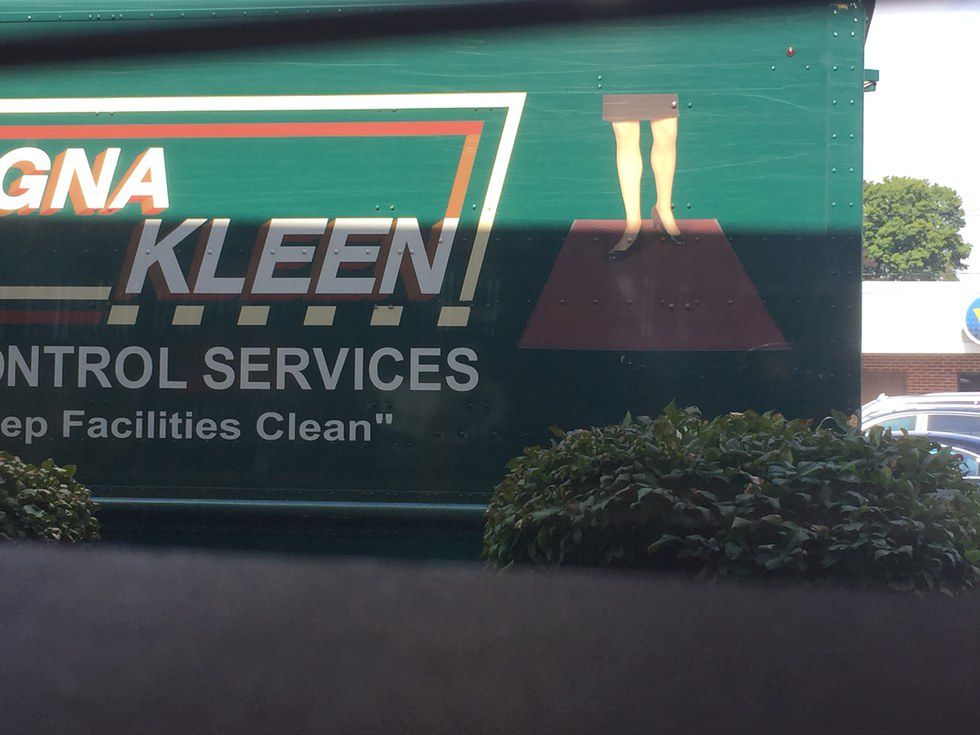 GNA
KLEEN
ONTROL SERVICES
ep Facilities Clean"